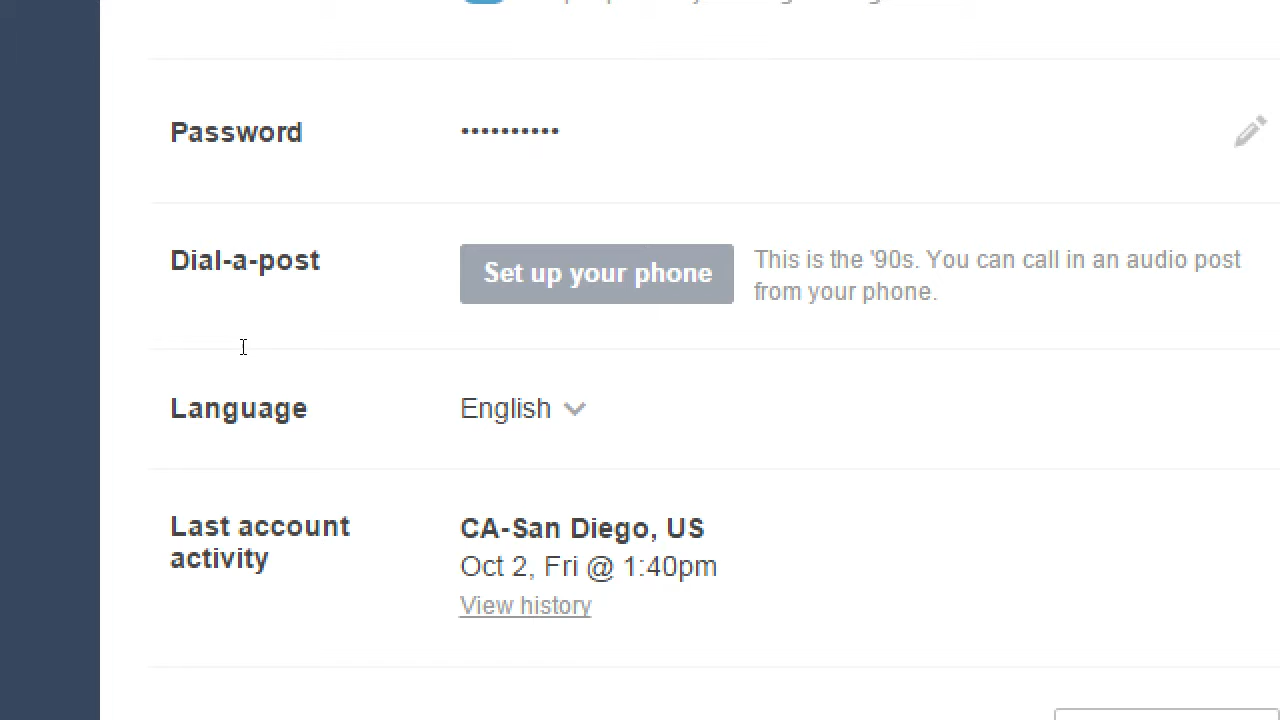 Password
••••••••••
Dial-a-post
Set up your phone
This is the '90s. You can call in an audio post
from your phone.
Language
English
Last account
activity
CA-San Diego, US
Oct 2, Fri @ 1:40pm
View history